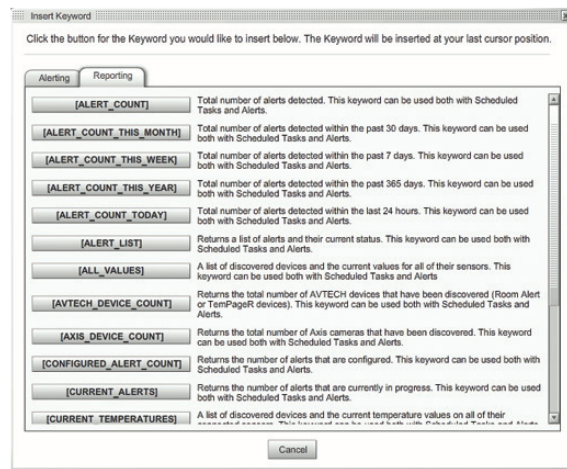 Insert Keyword
Click the button for the Keyword you would like to insert below. The Keyword will be inserted at your last cursor position.
Alerting
Reporting
[ALERT_COUNT]
Total number of alerts detected. This keyword can be used both with Scheduled
Tasks and Alerts.
[ALERT_COUNT_THIS_MONTH]
Total number of alerts detected within the past 30 days. This keyword can be used
both with Scheduled Tasks and Alerts.
[ALERT_COUNT_THIS_WEEK]
Total number of alerts detected within the past 7 days. This keyword can be used
both with Scheduled Tasks and Alerts.
[ALERT_COUNT_THIS_YEAR]
Total number of alerts detected within the past 365 days. This keyword can be used
both with Scheduled Tasks and Alerts.
[ALERT_COUNT_TODAY]
Total number of alerts detected within the last 24 hours. This keyword can be used
both with Scheduled Tasks and Alerts.
[ALERT_LIST]
Returns a list of alerts and their current status. This keyword can be used both with
Scheduled Tasks and Alerts.
[ALL_VALUES]
A list of discovered devices and the current values for all of their sensors. This
keyword can be used both with Scheduled Tasks and Alerts
[AVTECH_DEVICE_COUNT]
Returns the total number of AVTECH devices that have been discovered (Room Alert
or TemPageR devices). This keyword can be used both with Scheduled Tasks and
Alerts.
[AXIS_DEVICE_COUNT]
Returns the total number of Axis cameras that have been discovered. This keyword
can be used both with Scheduled Tasks and Alerts.
[CONFIGURED_ALERT_COUNT]
Returns the number of alerts that are configured. This keyword can be used both with
Scheduled Tasks and Alerts.
[CURRENT_ALERTS]
Returns the number of alerts that are currently in progress. This keyword can be used
both with Scheduled Tasks and Alerts.
[CURRENT_TEMPERATURES]
A list of discovered devices and the current temperature values on all of their
Cancel